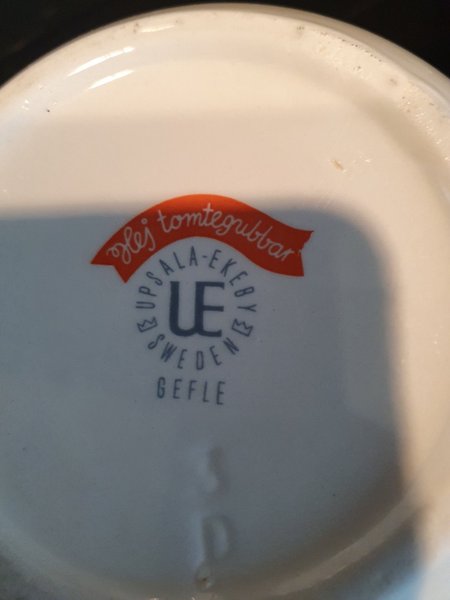 Hej tomtegubbar
UPSALA-EKEBY
UE
SWEDEN
GEFLE